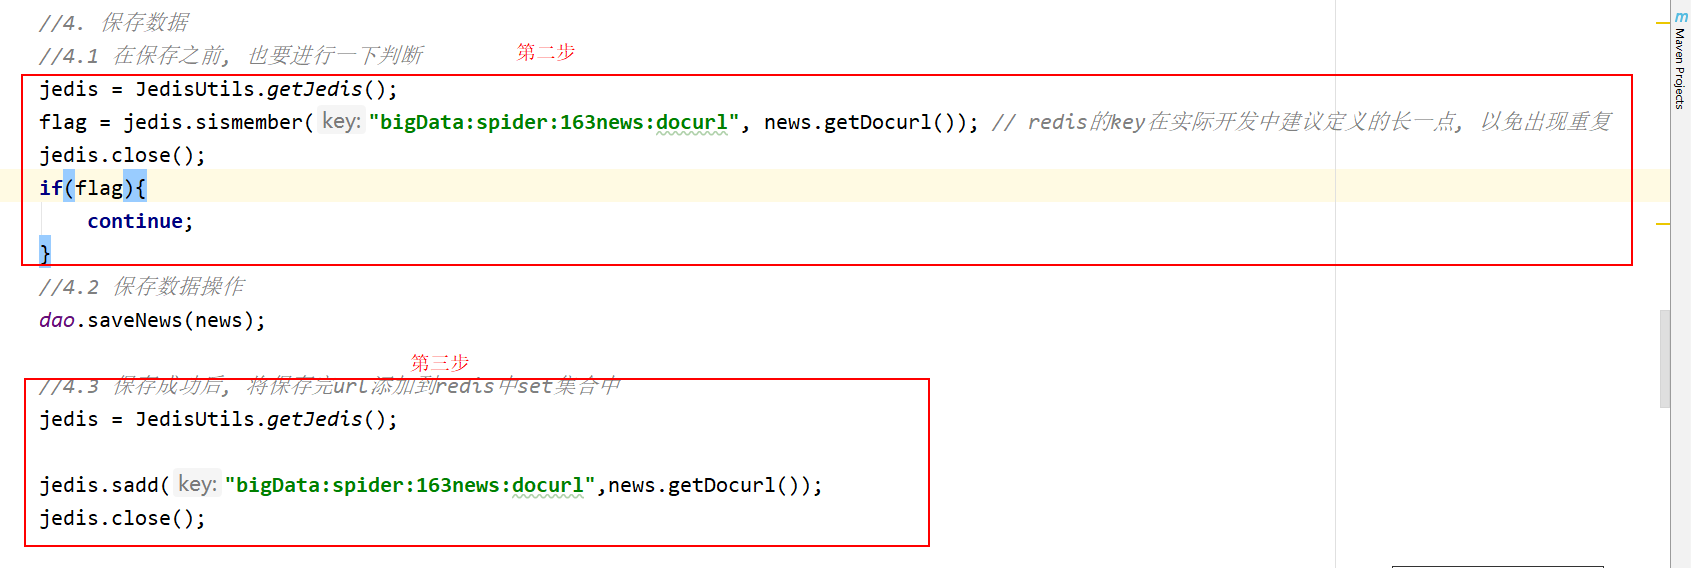 //4. 保存数据
//4.1 在保存之前, 也要进行一下判断
第二步
jedis = JedisUtils.getJedis();
flag = jedis.sismember( key: "bigData:spider:163news:docurl", news.getDocurl()); // redis的key在实际开发中建议定义的长一点, 以免出现重复
jedis.close();
if(flag){
continue;
}
//4.2 保存数据操作
dao.saveNews(news);
第三步
//4.3 保存成功后, 将保存完url添加到redis中set集合中
jedis = JedisUtils.getJedis();
jedis.sadd( key: "bigData:spider:163news:docurl",news.getDocurl());
jedis.close();
m
Maven Projects